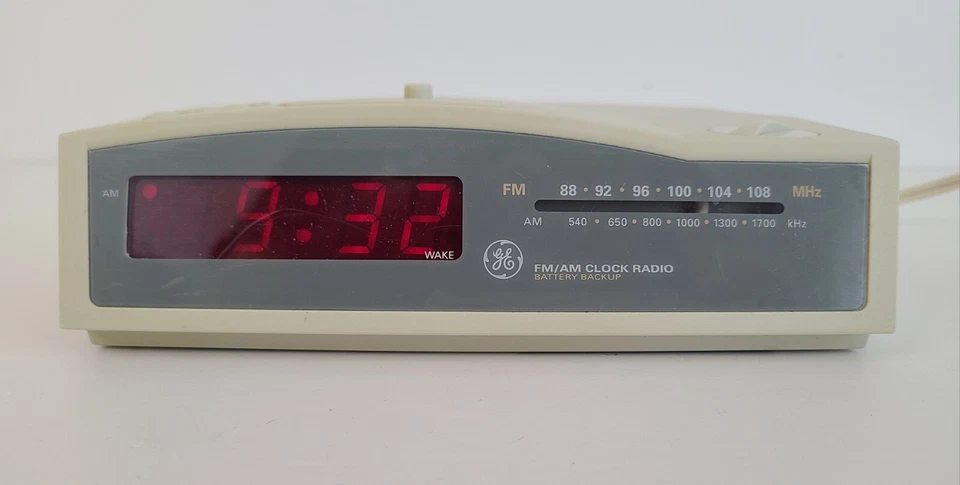 AM
9:32
WAKE
FM 88 • 92 • 96 • 100 • 104 • 108 MHz
AM 540 • 650 • 800 • 1000 • 1300 • 1700 kHz
GE
FM/AM CLOCK RADIO
BATTERY BACKUP